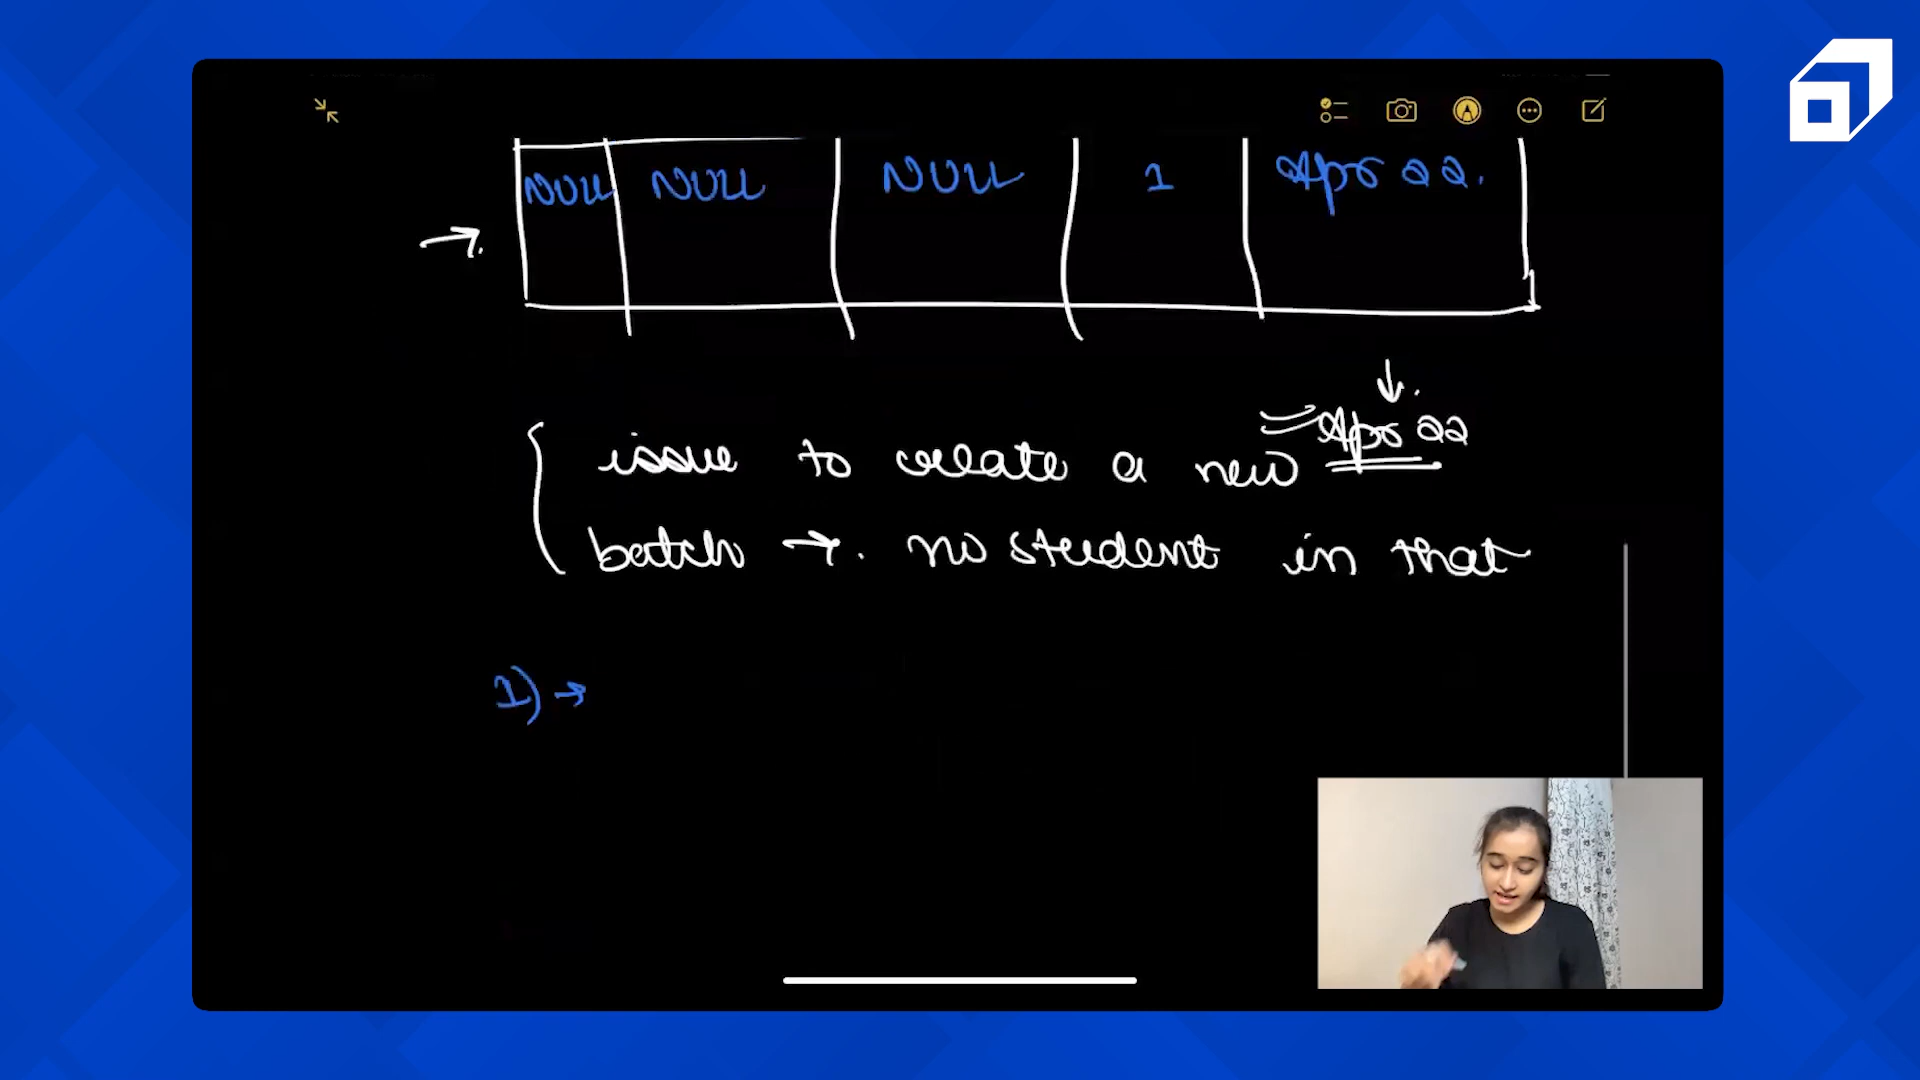 NULL NULL NULL 1 Apr 22.
→.
↓.
= Apr 22
issue to create a new
batch →. no student in that
1) →